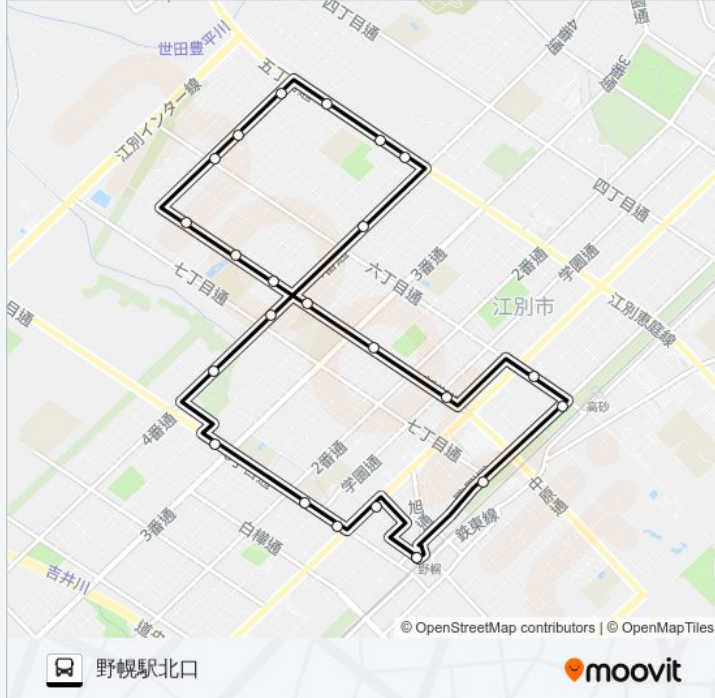 四丁目通
4番通
3番通
世田豊平川
五丁目通
江別インター線
四丁目通
3番通
2番通
学園通
七丁目通
六丁目通
江別市
江別恵庭線
高砂
4番通
七丁目通
2番通
学園通
中原通
3番通
白樺通
旭通
鉄東線
野幌
吉井川
© OpenStreetMap contributors | © OpenMapTiles
野幌駅北口
moovit